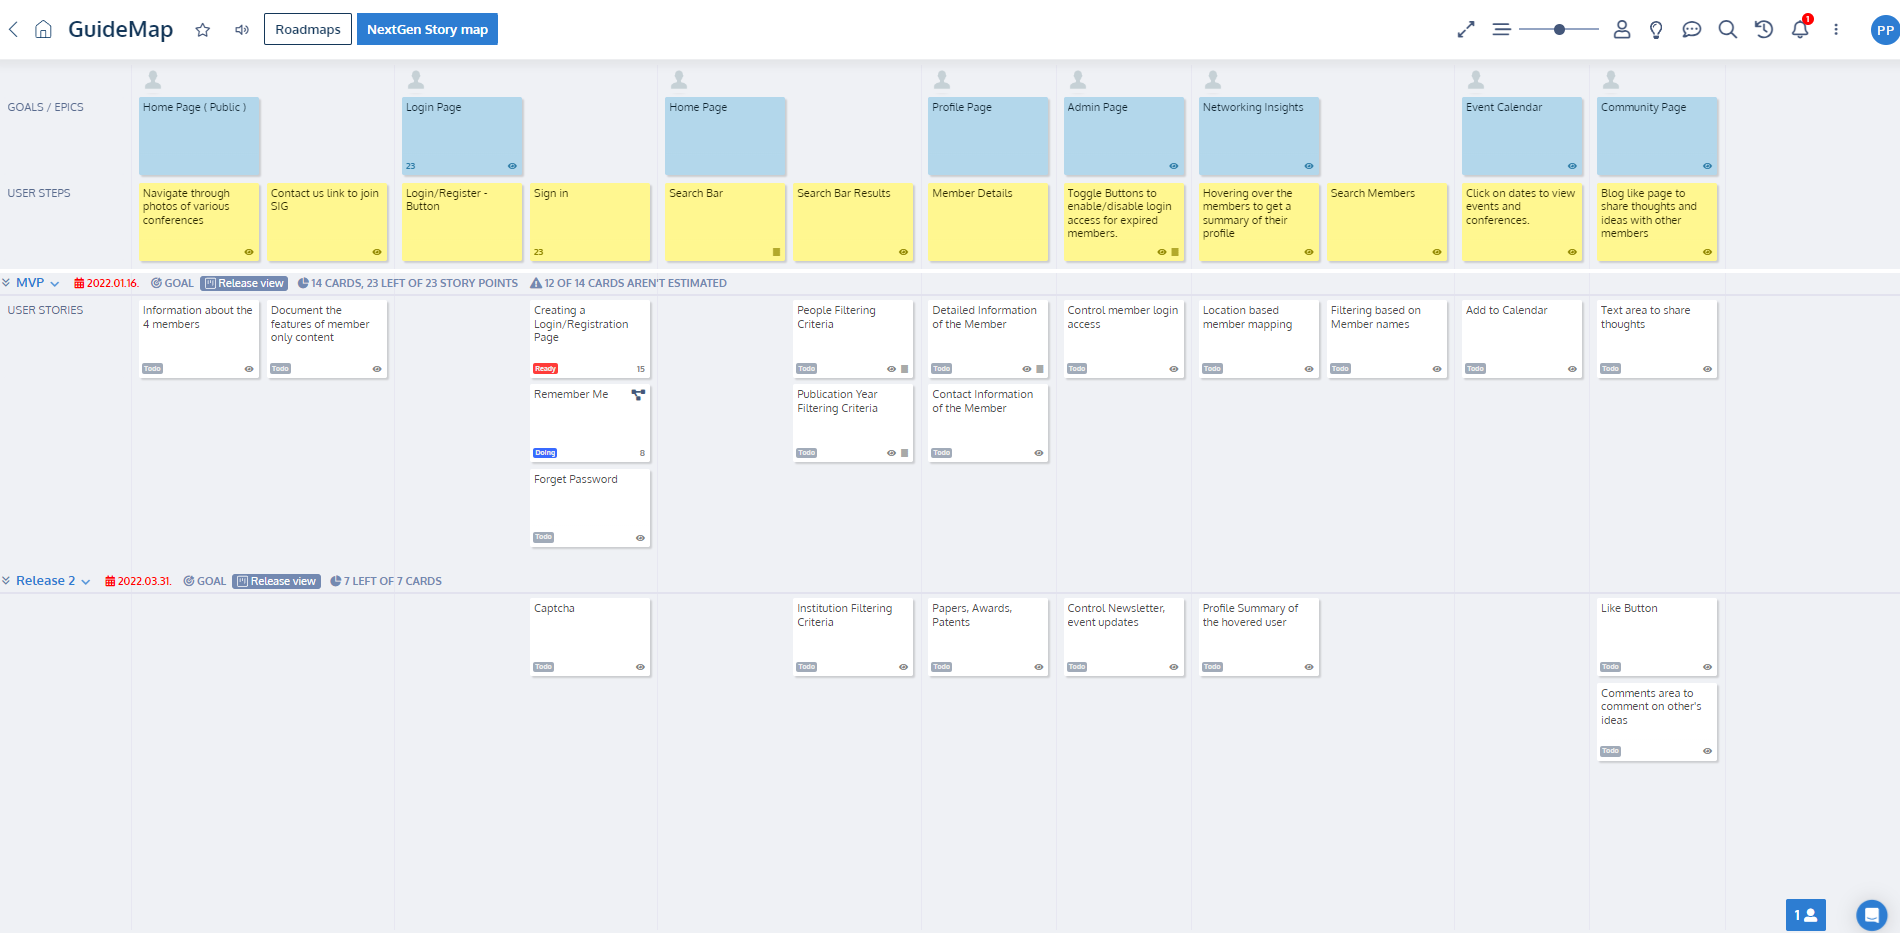 GuideMap
Roadmaps
NextGen Story map
1
PP
GOALS / EPICS
Home Page ( Public )
Login Page
23
Home Page
Profile Page
Admin Page
Networking Insights
Event Calendar
Community Page
USER STEPS
Navigate through
photos of various
conferences
Contact us link to join
SIG
Login/Register -
Button
Sign in
23
Search Bar
Search Bar Results
Member Details
Toggle Buttons to
enable/disable login
access for expired
members.
Hovering over the
members to get a
summary of their
profile
Search Members
Click on dates to view
events and
conferences.
Blog like page to
share thoughts and
ideas with other
members
MVP
2022.01.16.
GOAL
Release view
14 CARDS, 23 LEFT OF 23 STORY POINTS
12 OF 14 CARDS AREN'T ESTIMATED
USER STORIES
Information about the
4 members
Todo
Document the
features of member
only content
Todo
Creating a
Login/Registration
Page
Ready
15
People Filtering
Criteria
Todo
Detailed Information
of the Member
Todo
Control member login
access
Todo
Location based
member mapping
Todo
Filtering based on
Member names
Todo
Add to Calendar
Todo
Text area to share
thoughts
Todo
Remember Me
Doing
8
Publication Year
Filtering Criteria
Todo
Contact Information
of the Member
Todo
Forget Password
Todo
Release 2
2022.03.31.
GOAL
Release view
7 LEFT OF 7 CARDS
Captcha
Todo
Institution Filtering
Criteria
Todo
Papers, Awards,
Patents
Todo
Control Newsletter,
event updates
Todo
Profile Summary of
the hovered user
Todo
Like Button
Todo
Comments area to
comment on other's
ideas
Todo
1